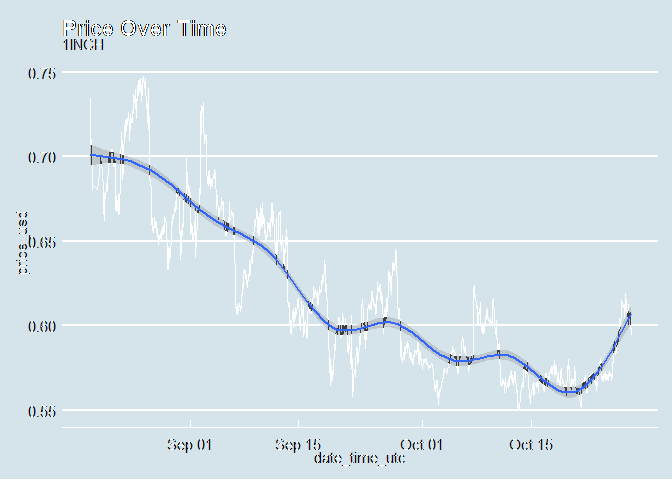 Price Over Time
1INCH
0.75
0.70
0.65
0.60
0.55
price_usd
Sep 01
Sep 15
Oct 01
Oct 15
date_time_utc